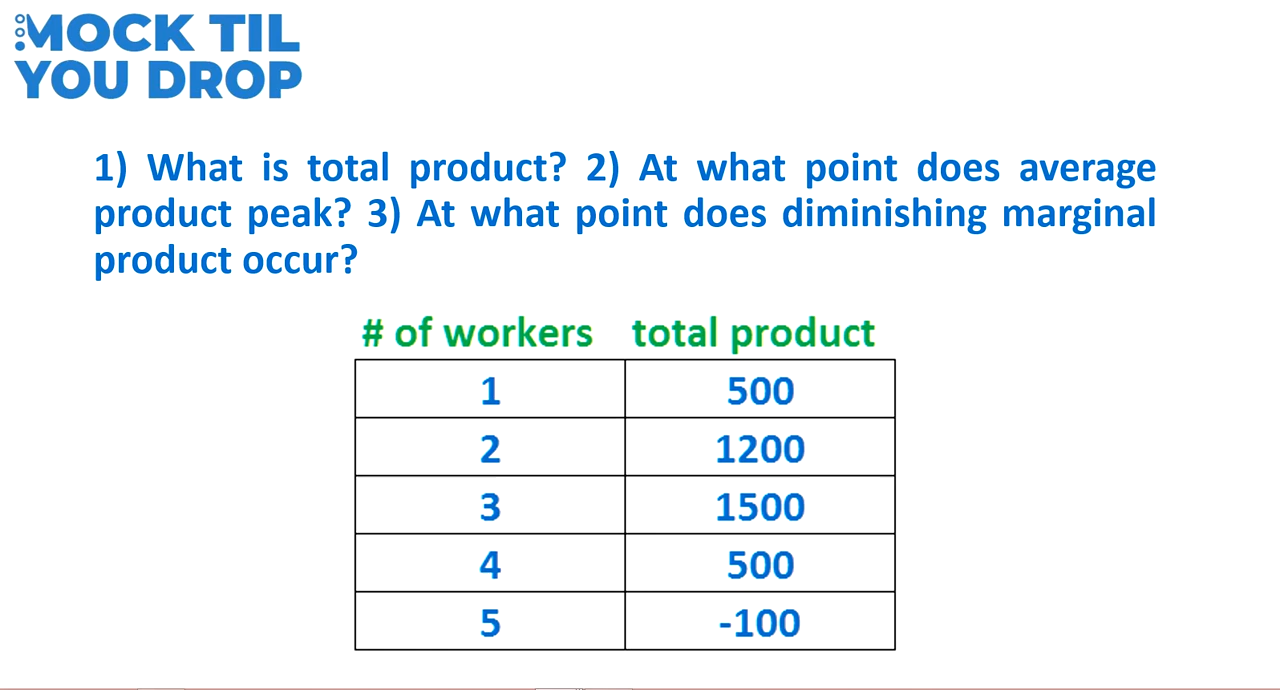 MOCK TIL
YOU DROP
1) What is total product? 2) At what point does average
product peak? 3) At what point does diminishing marginal
product occur?
# of workers total product
1 500
2 1200
3 1500
4 500
5 -100